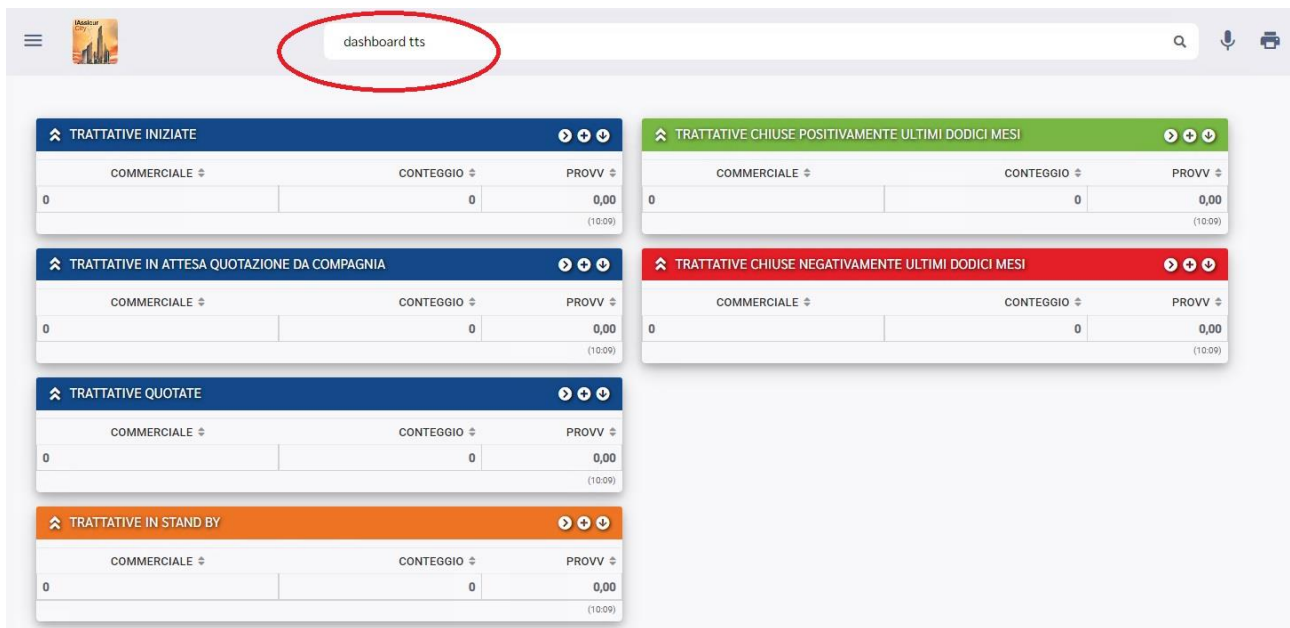 IAssicur
City
dashboard tts
TRATTATIVE INIZIATE
COMMERCIALE CONTEGGIO PROVV
0 0 0,00
(10:09)
TRATTATIVE IN ATTESA QUOTAZIONE DA COMPAGNIA
COMMERCIALE CONTEGGIO PROVV
0 0 0,00
(10:09)
TRATTATIVE QUOTATE
COMMERCIALE CONTEGGIO PROVV
0 0 0,00
(10:09)
TRATTATIVE IN STAND BY
COMMERCIALE CONTEGGIO PROVV
0 0 0,00
(10:09)
TRATTATIVE CHIUSE POSITIVAMENTE ULTIMI DODICI MESI
COMMERCIALE CONTEGGIO PROVV
0 0 0,00
(10:09)
TRATTATIVE CHIUSE NEGATIVAMENTE ULTIMI DODICI MESI
COMMERCIALE CONTEGGIO PROVV
0 0 0,00
(10:09)